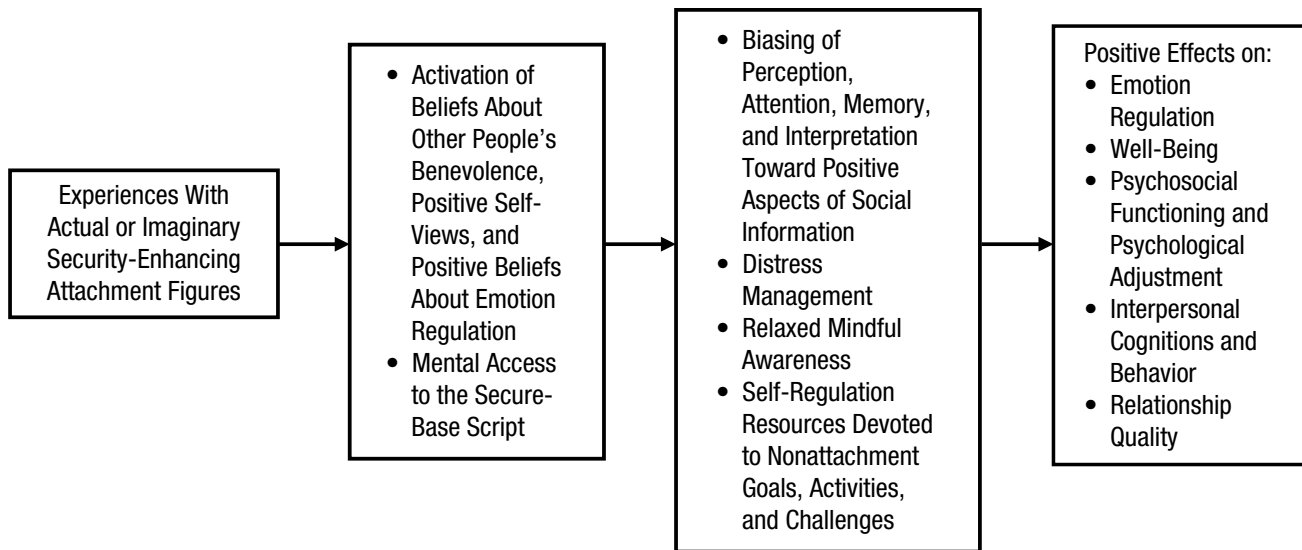 Experiences With
Actual or Imaginary
Security-Enhancing
Attachment Figures
• Activation of
Beliefs About
Other People’s
Benevolence,
Positive Self-
Views, and
Positive Beliefs
About Emotion
Regulation
• Mental Access
to the Secure-
Base Script
• Biasing of
Perception,
Attention, Memory,
and Interpretation
Toward Positive
Aspects of Social
Information
• Distress
Management
• Relaxed Mindful
Awareness
• Self-Regulation
Resources Devoted
to Nonattachment
Goals, Activities,
and Challenges
Positive Effects on:
• Emotion
Regulation
• Well-Being
• Psychosocial
Functioning and
Psychological
Adjustment
• Interpersonal
Cognitions and
Behavior
• Relationship
Quality